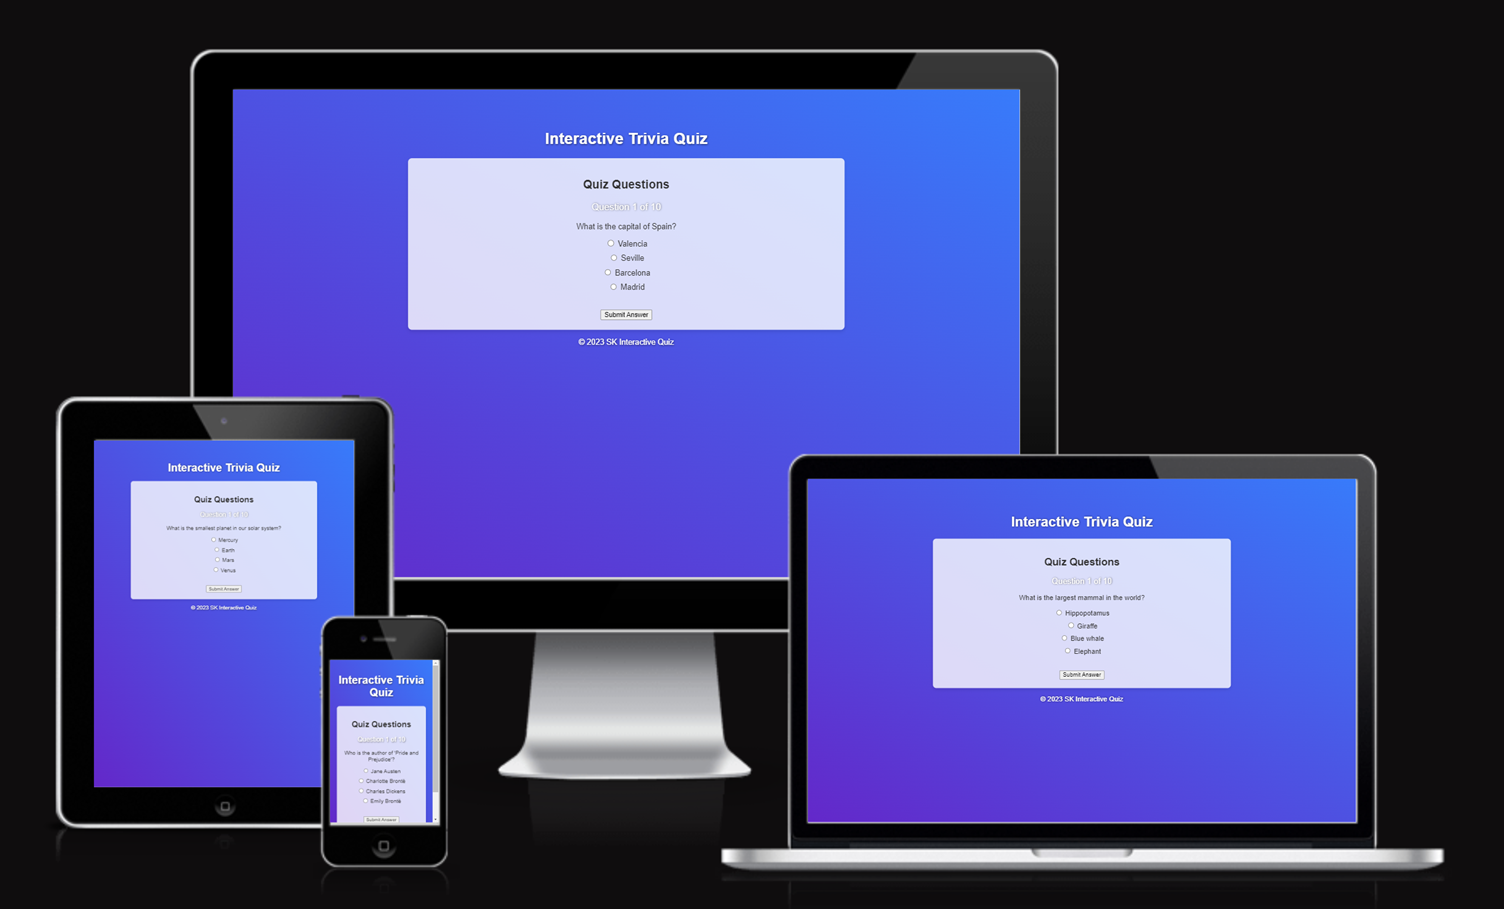 Interactive Trivia Quiz
Quiz Questions
Question 1 of 10
What is the capital of Spain?
Valencia
Seville
Barcelona
Madrid
Submit Answer
© 2023 SK Interactive Quiz
Interactive Trivia Quiz
Quiz Questions
Question 1 of 10
What is the smallest planet in our solar system?
Mercury
Earth
Mars
Venus
Submit Answer
© 2023 SK Interactive Quiz
Interactive Trivia
Quiz
Quiz Questions
Question 1 of 10
Who is the author of 'Pride and
Prejudice'?
Jane Austen
Charlotte Brontë
Charles Dickens
Emily Brontë
Submit Answer
Interactive Trivia Quiz
Quiz Questions
Question 1 of 10
What is the largest mammal in the world?
Hippopotamus
Giraffe
Blue whale
Elephant
Submit Answer
© 2023 SK Interactive Quiz